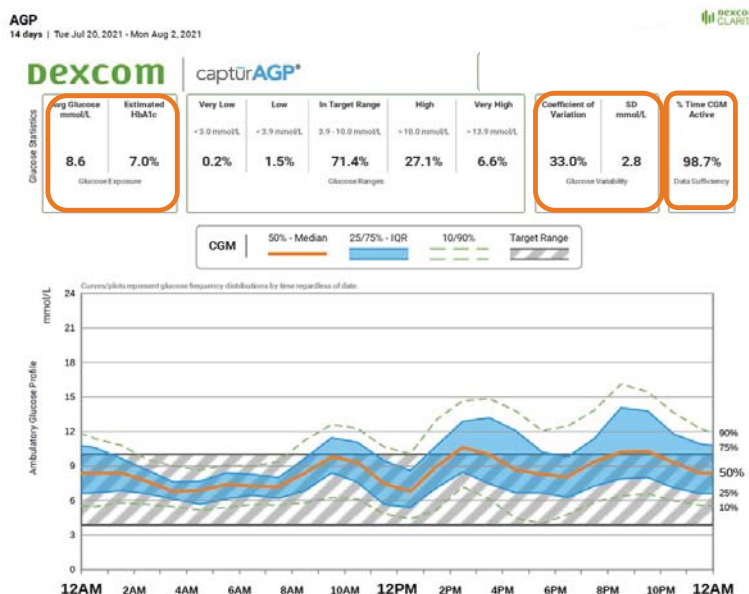 AGP
14 days | Tue Jul 20, 2021 - Mon Aug 2, 2021
DEXCOM
CLARIT
Dexcom captūrAGP®
Glucose Statistics
Avg Glucose mmol/L
Estimated HbA1c
Very Low
Low
In Target Range
High
Very High
Coefficient of Variation
SD mmol/L
% Time CGM Active
<3.0 mmol/L <3.9 mmol/L 3.9 - 10.0 mmol/L >10.0 mmol/L >13.9 mmol/L
8.6 7.0% 0.2% 1.5% 71.4% 27.1% 6.6% 33.0% 2.8 98.7%
Glucose Exposure Glucose Ranges Glucose Variability Data Sufficiency
CGM 50% - Median 25/75% - IQR 10/90% Target Range
Curves/plots represent glucose frequency distributions by time regardless of date
mmol/L
Ambulatory Glucose Profile
24
21
18
15
12
9
6
3
0
90%
75%
50%
25%
10%
12AM 2AM 4AM 6AM 8AM 10AM 12PM 2PM 4PM 6PM 8PM 10PM 12AM